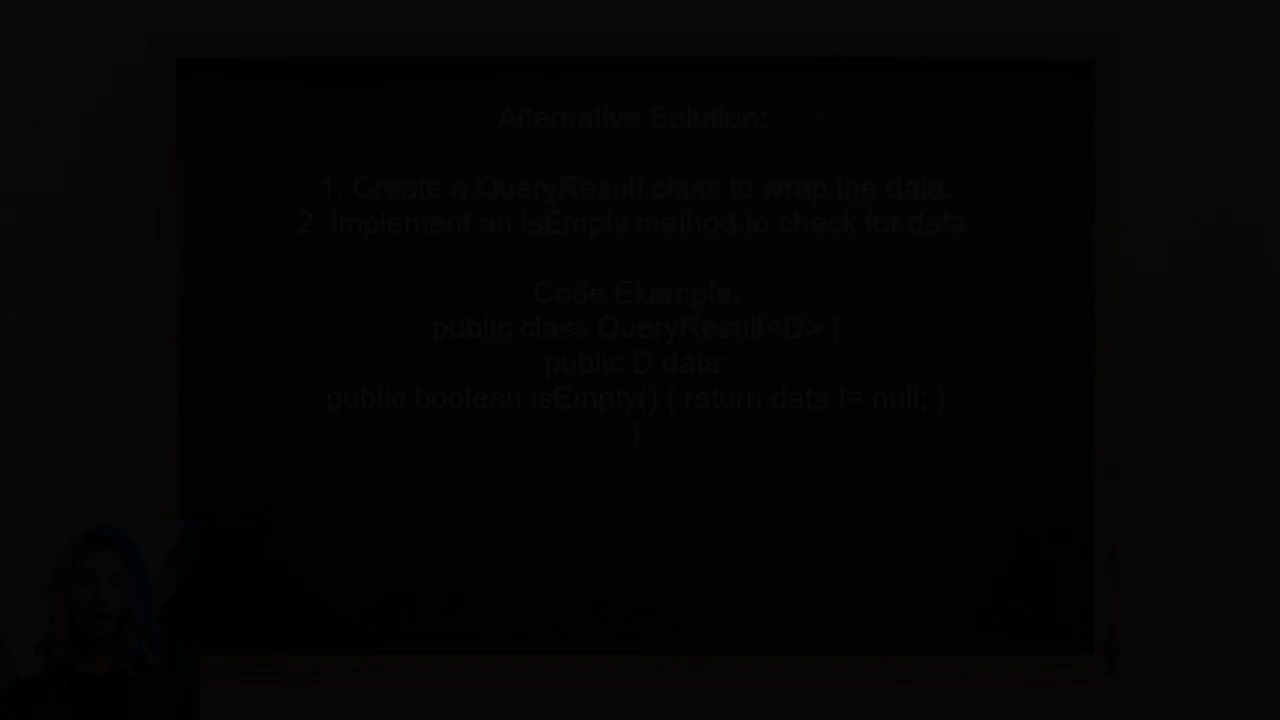 Alternative Solution:
1. Create a QueryResult class to wrap the data.
2. Implement an isEmpty method to check for data
Code Example:
public class QueryResult<D> {
public D data;
public boolean isEmpty() { return data != null; }
}